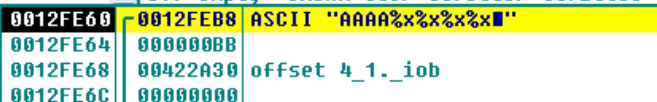 0012FE60 0012FEB8 ASCII "AAAA%x%x%x%x■"
0012FE64 000000BB
0012FE68 00422A30 offset 4_1._iob
0012FE6C 00000000